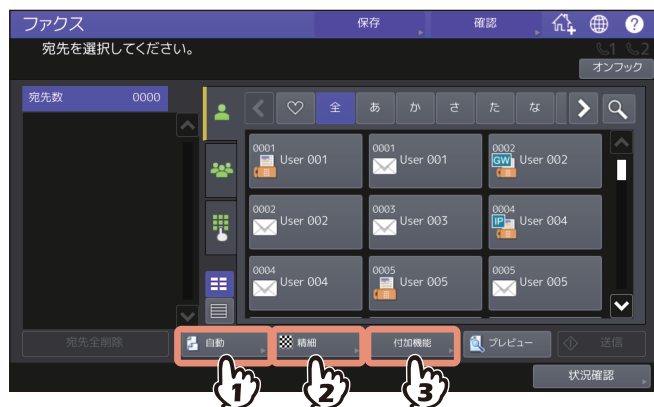 ファクス
保存
確認
?
宛先を選択してください。
1 2
オンフック
宛先数 0000
全 あ か さ た な
0001
User 001
0001
User 001
0002
GW
User 002
0002
User 002
0003
User 003
0004
IP
User 004
0004
User 004
0005
User 005
0005
User 005
宛先全削除
自動
精細
付加機能
プレビュー
送信
1
2
3
状況確認